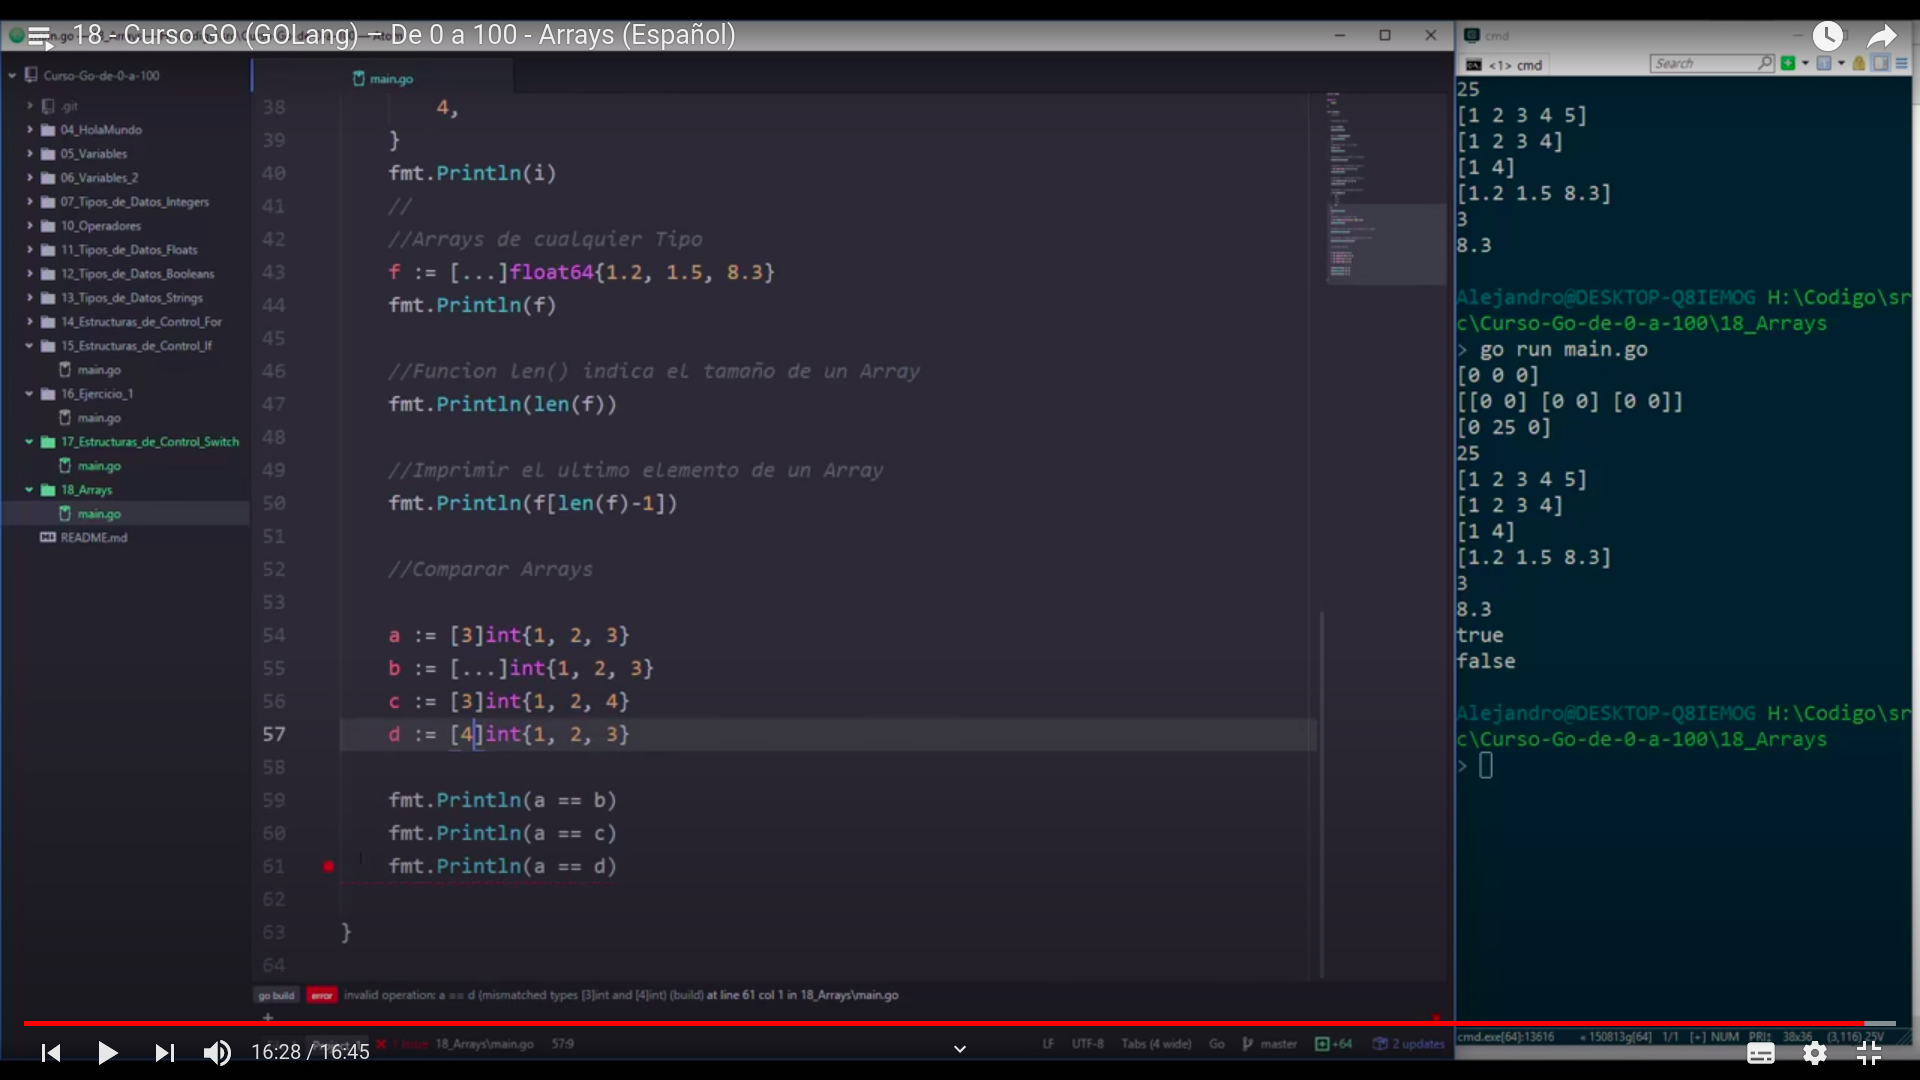 18 - Curso GO (GOLang) – De 0 a 100 - Arrays (Español)
Curso-Go-de-0-a-100
.git
04_HolaMundo
05_Variables
06_Variables_2
07_Tipos_de_Datos_Integers
10_Operadores
11_Tipos_de_Datos_Floats
12_Tipos_de_Datos_Booleans
13_Tipos_de_Datos_Strings
14_Estructuras_de_Control_For
15_Estructuras_de_Control_If
main.go
16_Ejercicio_1
main.go
17_Estructuras_de_Control_Switch
main.go
18_Arrays
main.go
README.md
main.go
38 4,
39 }
40 fmt.Println(i)
41 //
42 //Arrays de cualquier Tipo
43 f := [...]float64{1.2, 1.5, 8.3}
44 fmt.Println(f)
45
46 //Funcion len() indica el tamaño de un Array
47 fmt.Println(len(f))
48
49 //Imprimir el ultimo elemento de un Array
50 fmt.Println(f[len(f)-1])
51
52 //Comparar Arrays
53
54 a := [3]int{1, 2, 3}
55 b := [...]int{1, 2, 3}
56 c := [3]int{1, 2, 4}
57 d := [4]int{1, 2, 3}
58
59 fmt.Println(a == b)
60 fmt.Println(a == c)
61 fmt.Println(a == d)
62
63 }
64
go build error invalid operation: a == d (mismatched types [3]int and [4]int) (build) at line 61 col 1 in 18_Arrays\main.go
+
16:28 / 16:45
1 Issue 18_Arrays\main.go 57:9
LF UTF-8 Tabs (4 wide) Go master +64 2 updates
cmd
<1> cmd
Search
25
[1 2 3 4 5]
[1 2 3 4]
[1 4]
[1.2 1.5 8.3]
3
8.3
Alejandro@DESKTOP-Q8IEMOG H:\Codigo\sr
c\Curso-Go-de-0-a-100\18_Arrays
> go run main.go
[0 0 0]
[[0 0] [0 0] [0 0]]
[0 25 0]
25
[1 2 3 4 5]
[1 2 3 4]
[1 4]
[1.2 1.5 8.3]
3
8.3
true
false
Alejandro@DESKTOP-Q8IEMOG H:\Codigo\sr
c\Curso-Go-de-0-a-100\18_Arrays
>
cmd.exe[64]:13616 «150813g[64] 1/1 [+] NUM PRI: 38x36 (3,116) 25V